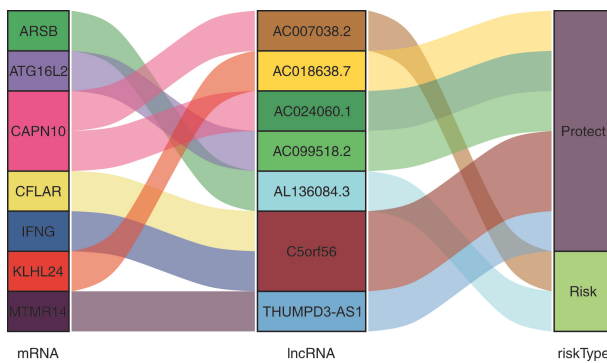 ARSB
ATG16L2
CAPN10
CFLAR
IFNG
KLHL24
MTMR14
mRNA
AC007038.2
AC018638.7
AC024060.1
AC099518.2
AL136084.3
C5orf56
THUMPD3-AS1
lncRNA
Protect
Risk
riskType